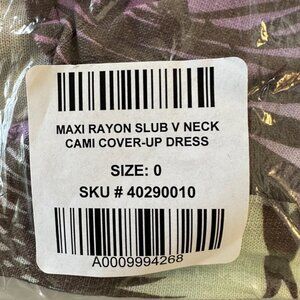 MAXI RAYON SLUB V NECK
CAMI COVER-UP DRESS
SIZE: 0
SKU # 40290010
A0009994268